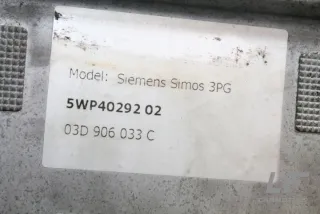 Model: Siemens Simos 3PG
5WP40292 02
03D 906 033 C